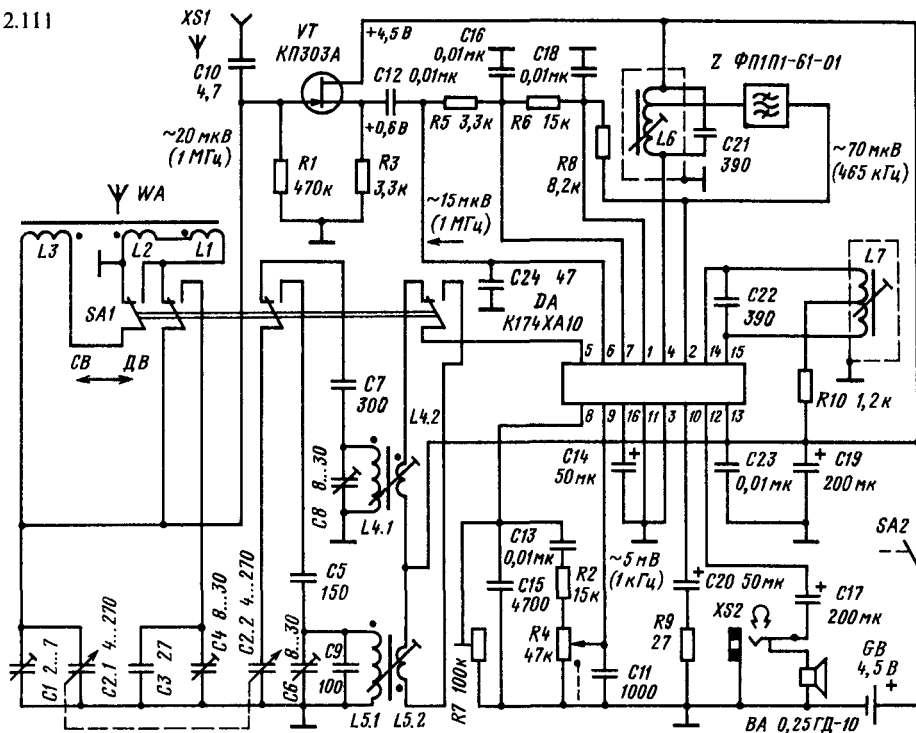 2.111
XS1
C10
4,7
VT
КП303А
+4,5 В
C12 0,01мк
+0,6 В
C16
0,01мк
C18
0,01мк
Z ФП1П1-61-01
L6
C21
390
R5 3,3к
R6 15к
R8
8,2к
~70 мкВ
(465 кГц)
~20 мкВ
(1 МГц)
R1
470к
R3
3,3к
~15 мкВ
(1 МГц)
WA
L3
L2
L1
C24 47
DA
К174ХА10
C22
390
L7
R10 1,2к
SA1
СВ
ДВ
5 6 7 1 4 2 14 15
8 9 16 11 3 10 12 13
C7
300
L4.2
C8 8...30
L4.1
C14
50мк
C23
0,01мк
C19
200мк
SA2
C5
150
C13
0,01мк
C15
4700
R2
15к
~5 мВ
(1кГц)
C20 50мк
C17
200мк
XS2
R9
27
GB
4,5 В
C1 2...7
C2.1 4...270
C3 27
C4 8...30
C2.2 4...270
C6 8...30
C9
100
L5.1
L5.2
R7 100к
R4
47к
C11
1000
BA 0,25ГД-10